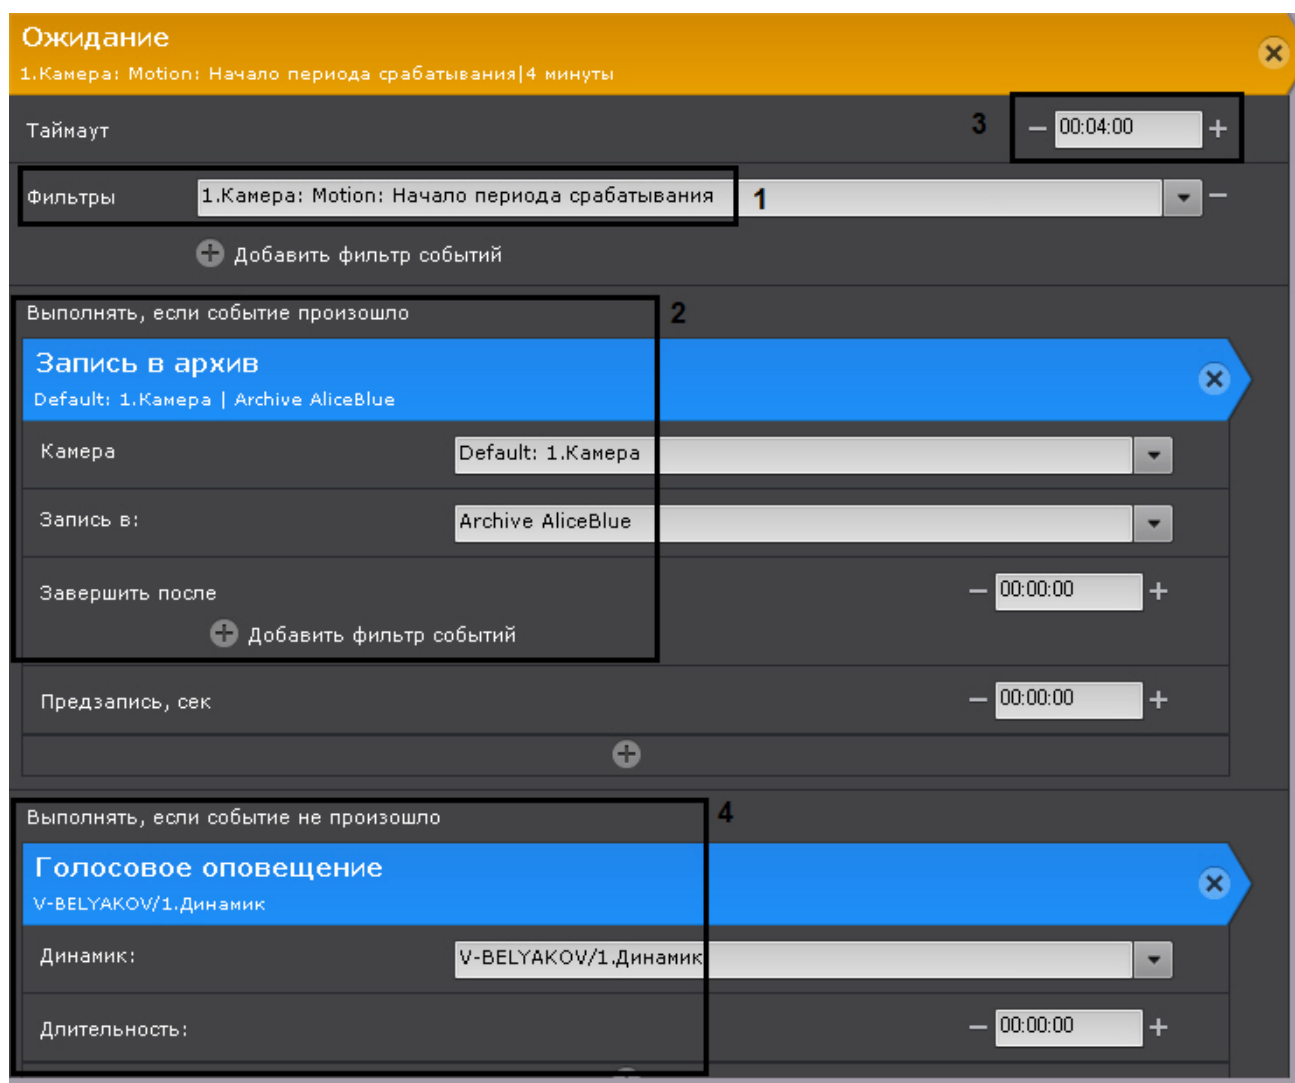 Ожидание
1.Камера: Motion: Начало периода срабатывания|4 минуты
Таймаут 3 00:04:00
Фильтры 1.Камера: Motion: Начало периода срабатывания 1
Добавить фильтр событий
Выполнять, если событие произошло 2
Запись в архив
Default: 1.Камера | Archive AliceBlue
Камера Default: 1.Камера
Запись в: Archive AliceBlue
Завершить после 00:00:00
Добавить фильтр событий
Предзапись, сек 00:00:00
Выполнять, если событие не произошло 4
Голосовое оповещение
V-BELYAKOV/1.Динамик
Динамик: V-BELYAKOV/1.Динамик
Длительность: 00:00:00